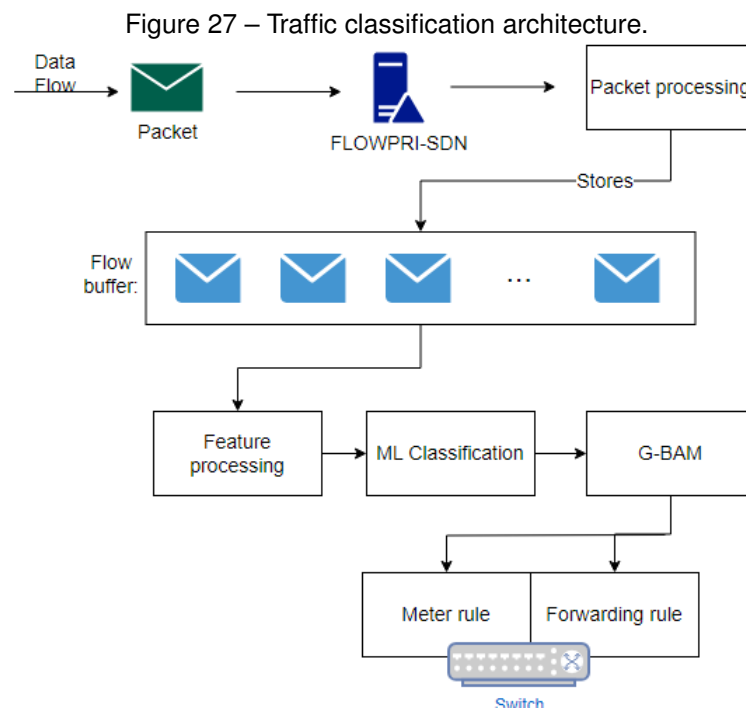 Figure 27 – Traffic classification architecture.
Data
Flow
Packet
FLOWPRI-SDN
Packet processing
Stores
Flow
buffer:
...
Feature
processing
ML Classification
G-BAM
Meter rule
Forwarding rule
Switch